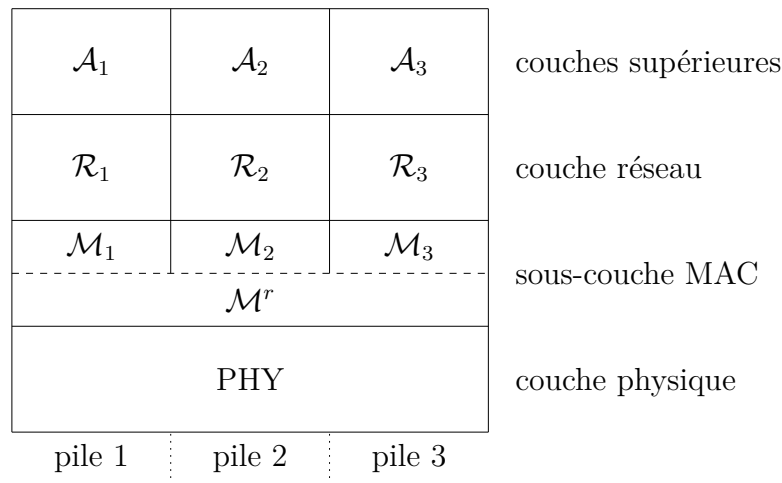 𝒜₁ 𝒜₂ 𝒜₃ couches supérieures
ℛ₁ ℛ₂ ℛ₃ couche réseau
ℳ₁ ℳ₂ ℳ₃
sous-couche MAC
ℳʳ
PHY couche physique
pile 1 pile 2 pile 3